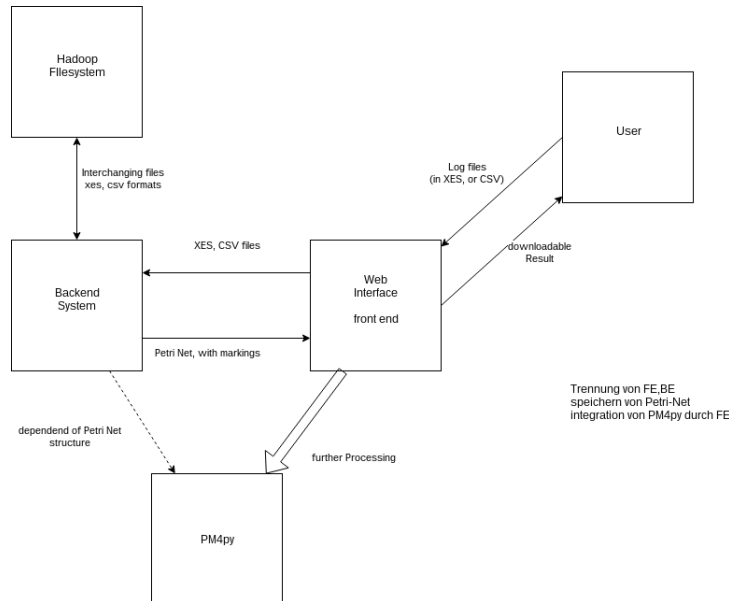 Hadoop
FIlesystem
User
Log files
(in XES, or CSV)
Interchanging files
xes, csv formats
XES, CSV files
downloadable
Result
Backend
System
Web
Interface
front end
Petri Net, with markings
Trennung von FE,BE
speichern von Petri-Net
integration von PM4py durch FE
dependend of Petri Net
structure
further Processing
PM4py